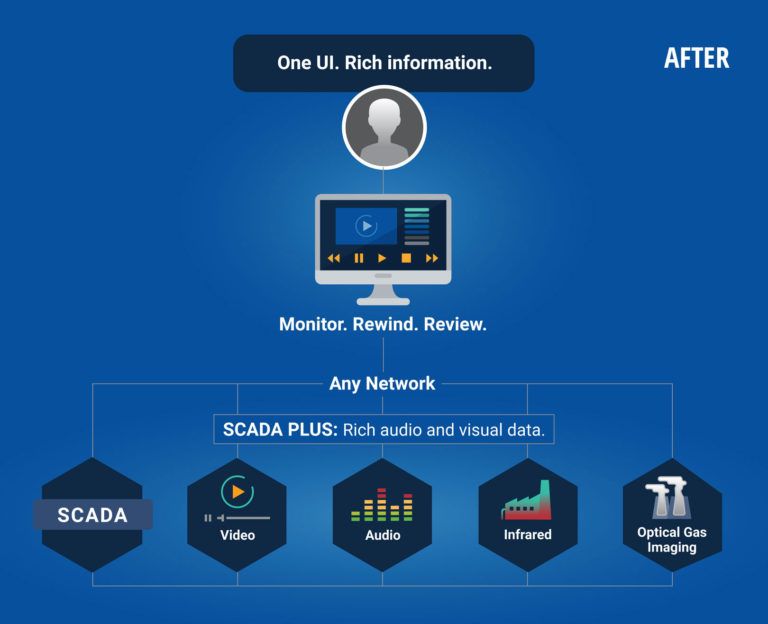 One UI. Rich information.
AFTER
Monitor. Rewind. Review.
Any Network
SCADA PLUS: Rich audio and visual data.
SCADA
Video
Audio
Infrared
Optical Gas
Imaging